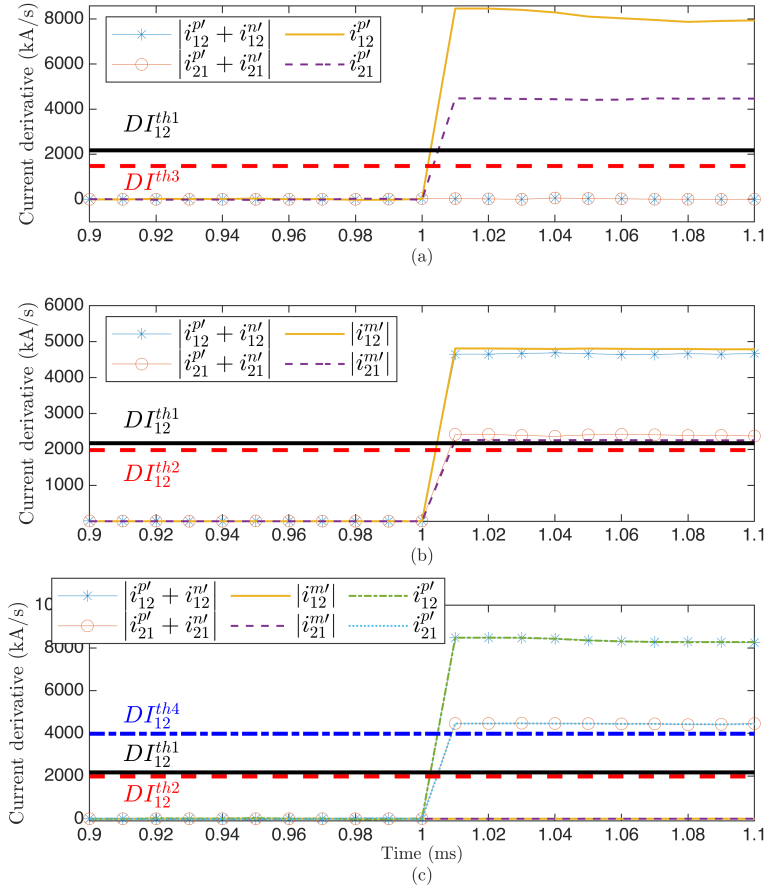 8000
6000
4000
2000
0
Current derivative (kA/s)
|i₁₂ᵖ′ + i₁₂ⁿ′| i₁₂ᵖ′
|i₂₁ᵖ′ + i₂₁ⁿ′| i₂₁ᵖ′
DI₁₂ᵗʰ¹
DIᵗʰ³
0.9 0.92 0.94 0.96 0.98 1 1.02 1.04 1.06 1.08 1.1
(a)
6000
5000
4000
3000
2000
1000
0
Current derivative (kA/s)
|i₁₂ᵖ′ + i₁₂ⁿ′| |i₁₂ᵐ′|
|i₂₁ᵖ′ + i₂₁ⁿ′| |i₂₁ᵐ′|
DI₁₂ᵗʰ¹
DI₁₂ᵗʰ²
0.9 0.92 0.94 0.96 0.98 1 1.02 1.04 1.06 1.08 1.1
(b)
10
8000
6000
4000
2000
0
Current derivative (kA/s)
|i₁₂ᵖ′ + i₁₂ⁿ′| |i₁₂ᵐ′| i₁₂ᵖ′
|i₂₁ᵖ′ + i₂₁ⁿ′| |i₂₁ᵐ′| i₂₁ᵖ′
DI₁₂ᵗʰ⁴
DI₁₂ᵗʰ¹
DI₁₂ᵗʰ²
0.9 0.92 0.94 0.96 0.98 1 1.02 1.04 1.06 1.08 1.1
Time (ms)
(c)